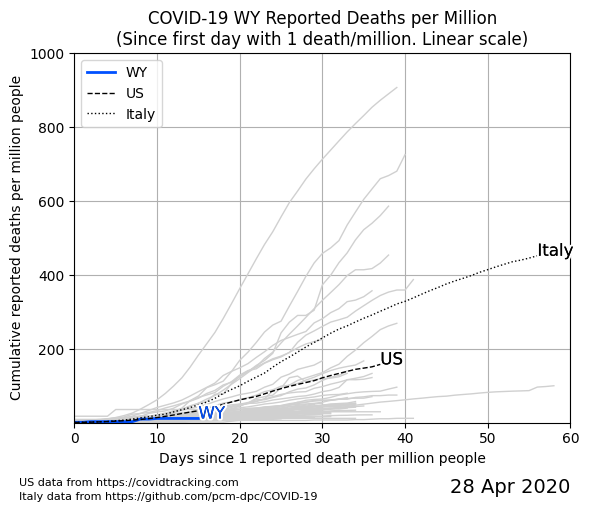 COVID-19 WY Reported Deaths per Million
(Since first day with 1 death/million. Linear scale)
Cumulative reported deaths per million people
1000
800
600
400
200
WY
US
Italy
Italy
US
WY
0
10
20
30
40
50
60
Days since 1 reported death per million people
US data from https://covidtracking.com
Italy data from https://github.com/pcm-dpc/COVID-19
28 Apr 2020